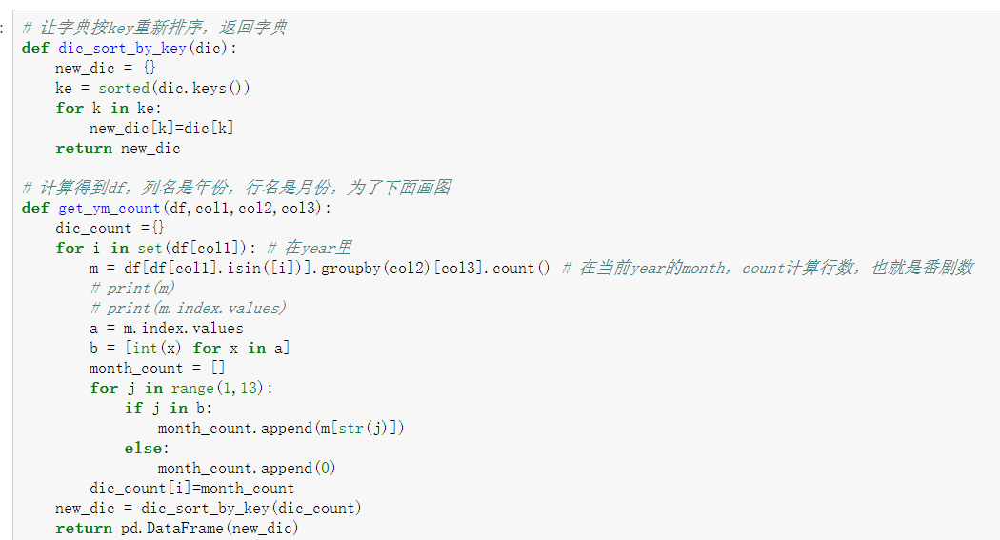 :
# 让字典按key重新排序，返回字典
def dic_sort_by_key(dic):
    new_dic = {}
    ke = sorted(dic.keys())
    for k in ke:
        new_dic[k]=dic[k]
    return new_dic

# 计算得到df，列名是年份，行名是月份，为了下面画图
def get_ym_count(df,col1,col2,col3):
    dic_count ={}
    for i in set(df[col1]): # 在year里
        m = df[df[col1].isin([i])].groupby(col2)[col3].count() # 在当前year的month，count计算行数，也就是番剧数
        # print(m)
        # print(m.index.values)
        a = m.index.values
        b = [int(x) for x in a]
        month_count = []
        for j in range(1,13):
            if j in b:
                month_count.append(m[str(j)])
            else:
                month_count.append(0)
        dic_count[i]=month_count
    new_dic = dic_sort_by_key(dic_count)
    return pd.DataFrame(new_dic)